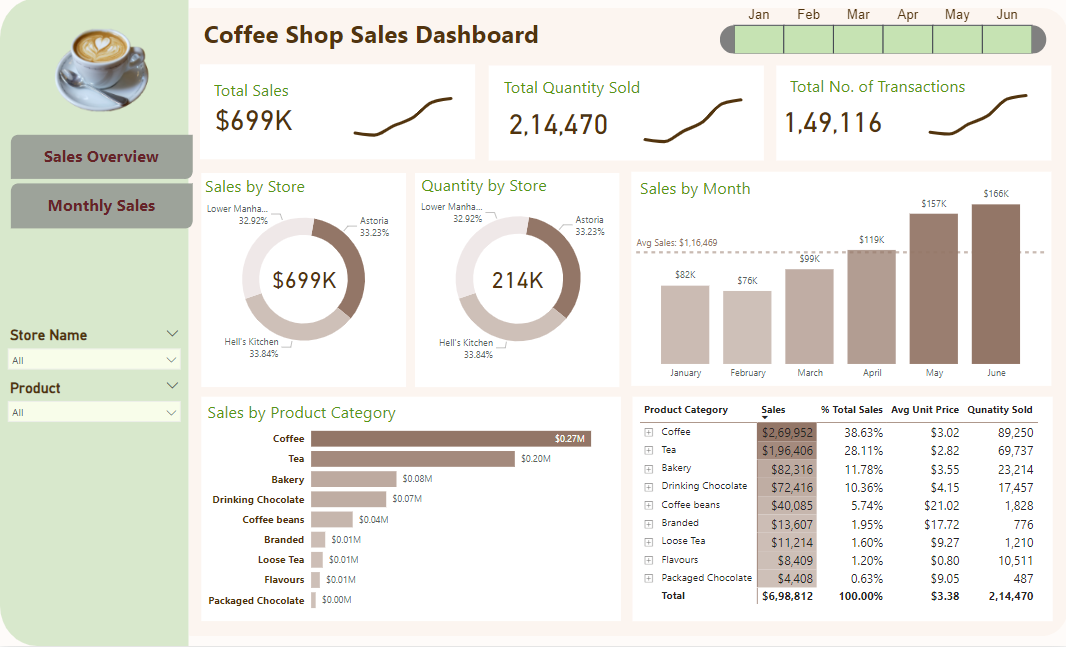 Coffee Shop Sales Dashboard
Jan Feb Mar Apr May Jun
Sales Overview
Monthly Sales
Store Name
All
Product
All
Total Sales
$699K
Total Quantity Sold
2,14,470
Total No. of Transactions
1,49,116
Sales by Store
Lower Manha...
32.92%
Astoria
33.23%
$699K
Hell's Kitchen
33.84%
Quantity by Store
Lower Manha...
32.92%
Astoria
33.23%
214K
Hell's Kitchen
33.84%
Sales by Month
Avg Sales: $1,16,469
$82K $76K $99K $119K $157K $166K
January February March April May June
Sales by Product Category
Coffee $0.27M
Tea $0.20M
Bakery $0.08M
Drinking Chocolate $0.07M
Coffee beans $0.04M
Branded $0.01M
Loose Tea $0.01M
Flavours $0.01M
Packaged Chocolate $0.00M
Product Category Sales % Total Sales Avg Unit Price Qunatity Sold
Coffee $2,69,952 38.63% $3.02 89,250
Tea $1,96,406 28.11% $2.82 69,737
Bakery $82,316 11.78% $3.55 23,214
Drinking Chocolate $72,416 10.36% $4.15 17,457
Coffee beans $40,085 5.74% $21.02 1,828
Branded $13,607 1.95% $17.72 776
Loose Tea $11,214 1.60% $9.27 1,210
Flavours $8,409 1.20% $0.80 10,511
Packaged Chocolate $4,408 0.63% $9.05 487
Total $6,98,812 100.00% $3.38 2,14,470